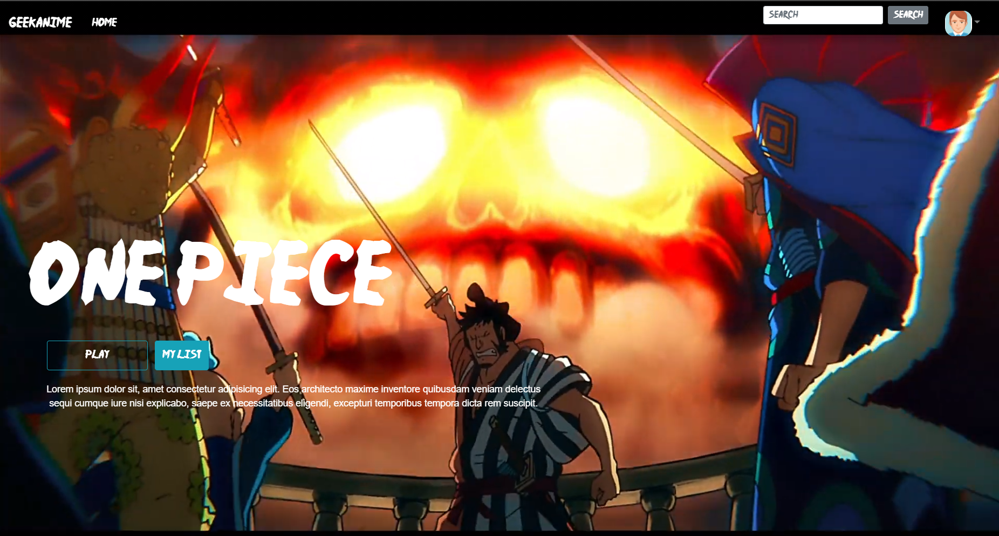 GEEKANIME HOME SEARCH SEARCH
ONE PIECE
PLAY MY LIST
Lorem ipsum dolor sit, amet consectetur adipisicing elit. Eos architecto maxime inventore quibusdam veniam delectus
sequi cumque iure nisi explicabo, saepe ex necessitatibus eligendi, excepturi temporibus tempora dicta rem suscipit.